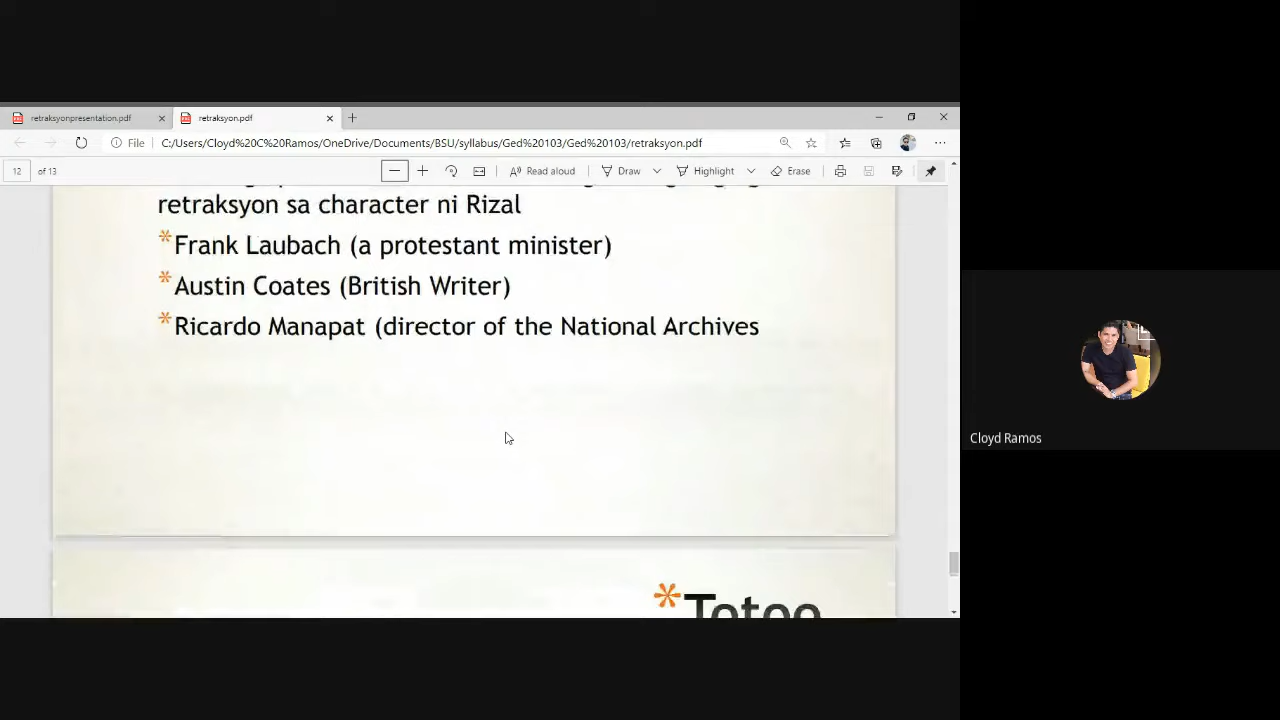 retraksyonpresentation.pdf
retraksyon.pdf
File
C:/Users/Cloyd%20C%20Ramos/OneDrive/Documents/BSU/syllabus/Ged%20103/Ged%20103/retraksyon.pdf
12 of 13
Read aloud
Draw
Highlight
Erase
retraksyon sa character ni Rizal
*Frank Laubach (a protestant minister)
*Austin Coates (British Writer)
*Ricardo Manapat (director of the National Archives
*Totoo
Cloyd Ramos